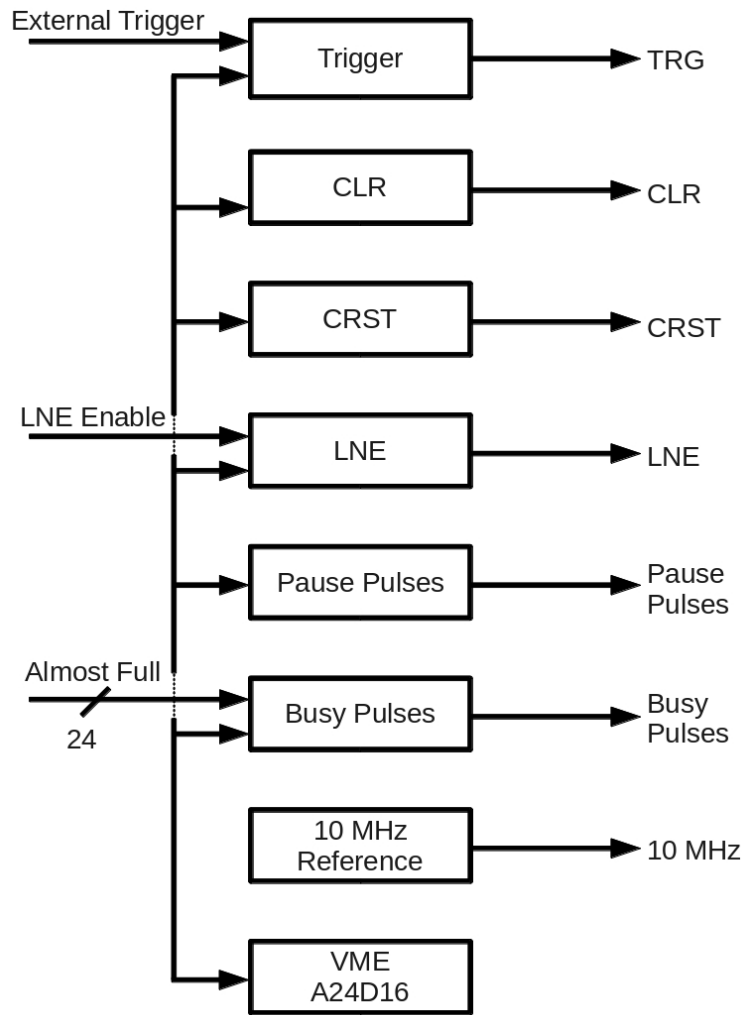 External Trigger
Trigger
TRG
CLR
CLR
CRST
CRST
LNE Enable
LNE
LNE
Pause Pulses
Pause
Pulses
Almost Full
24
Busy Pulses
Busy
Pulses
10 MHz
Reference
10 MHz
VME
A24D16